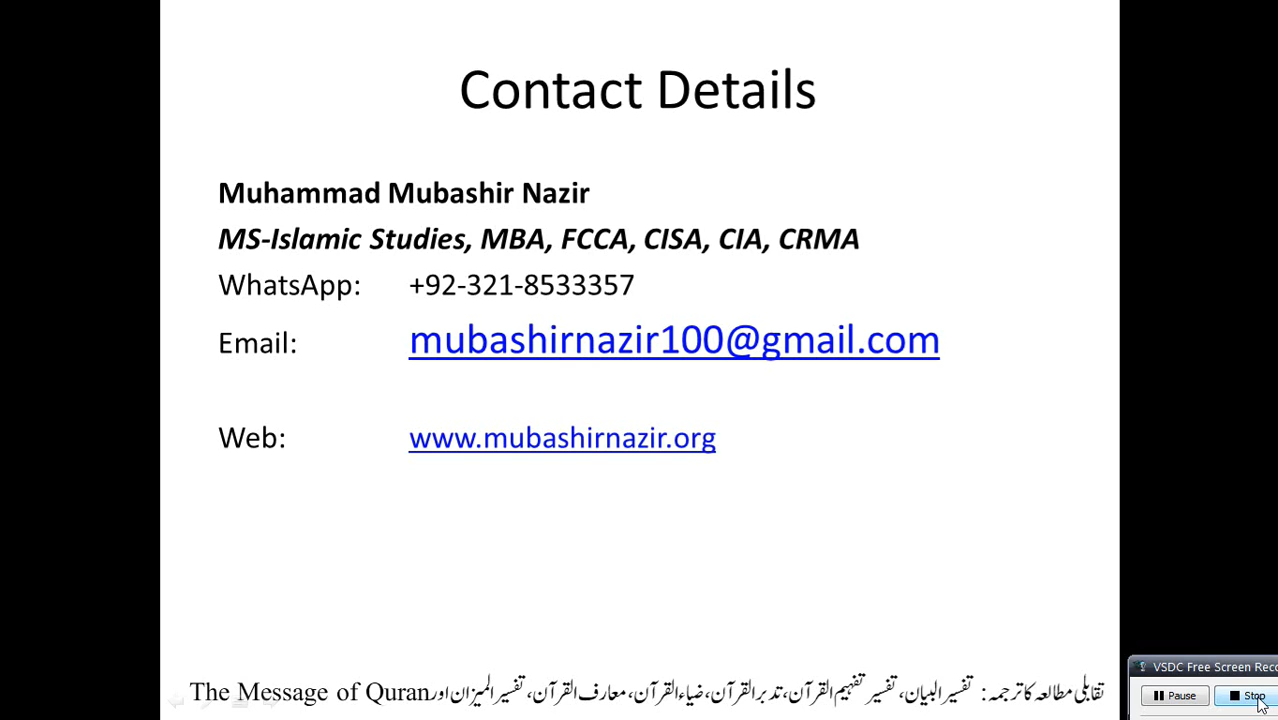 Contact Details
Muhammad Mubashir Nazir
MS-Islamic Studies, MBA, FCCA, CISA, CIA, CRMA
WhatsApp: +92-321-8533357
Email: mubashirnazir100@gmail.com
Web: www.mubashirnazir.org
تقابلی مطالعہ کا ترجمہ: تفسیر البیان، تفسیر تفہیم القرآن، تدبر القرآن، ضیاء القرآن، معارف القرآن، تفسیر المیزان اور The Message of Quran
VSDC Free Screen Reco
Pause Stop